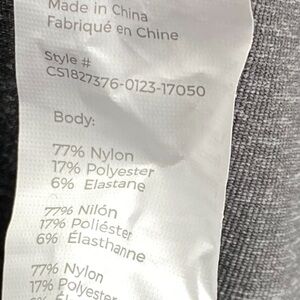 Made in China
Fabriqué en Chine
Style #
CS1827376-0123-17050
Body:
77% Nylon
17% Polyester
6% Elastane
77% Nilón
17% Poliéster
6% Élasthanne
77% Nylon
17% Polyester